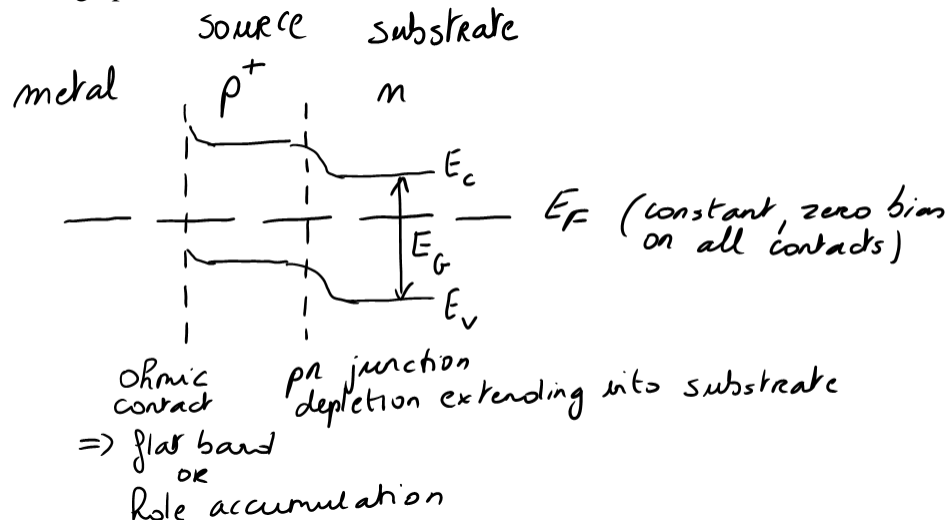 source substrate
metal p+ n
Ec
EF (constant, zero bias
on all contacts)
EG
Ev
ohmic
contact
pn junction
depletion extending into substrate
=> flat band
OR
hole accumulation